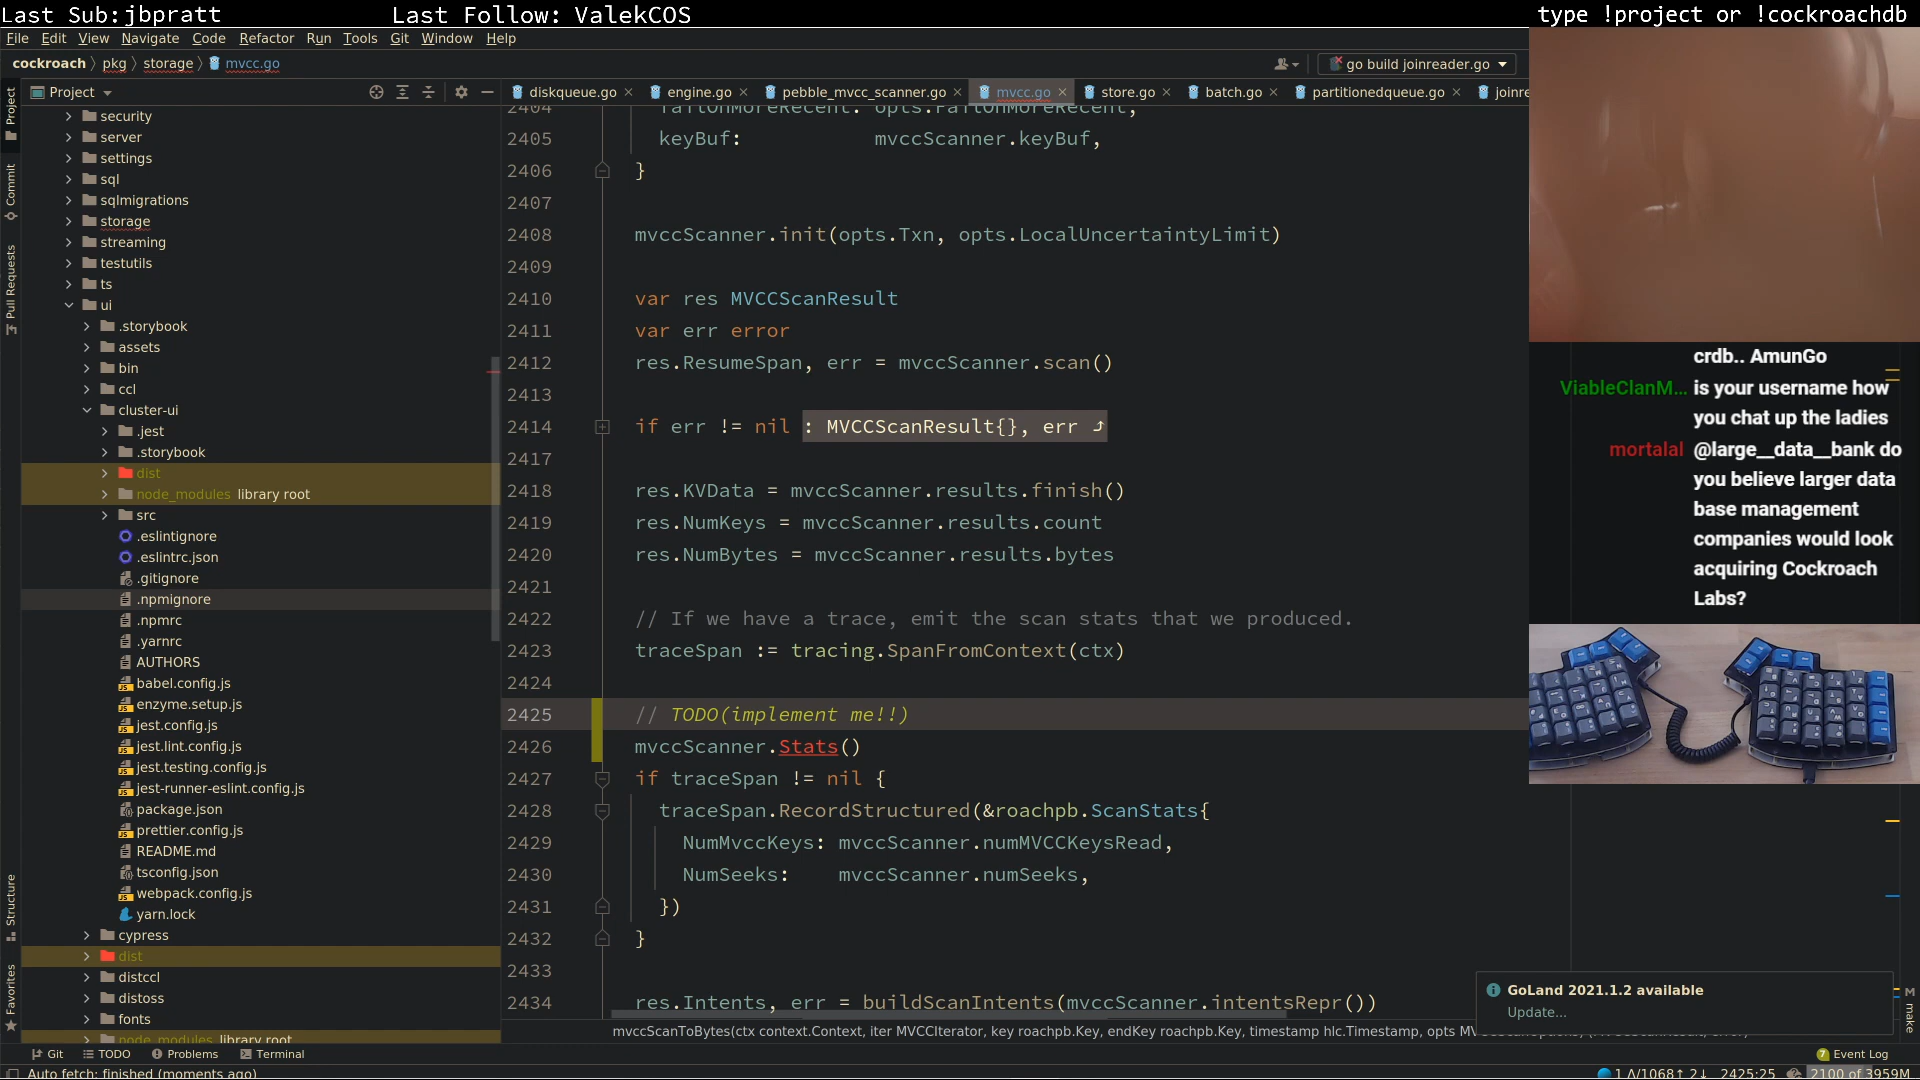 Last Sub:jbpratt
Last Follow: ValekCOS
type !project or !cockroachdb
File Edit View Navigate Code Refactor Run Tools Git Window Help
cockroach pkg storage mvcc.go
go build joinreader.go
Project
diskqueue.go engine.go pebble_mvcc_scanner.go mvcc.go store.go batch.go partitionedqueue.go joinre
Project
Commit
Pull Requests
Structure
Favorites
security
server
settings
sql
sqlmigrations
storage
streaming
testutils
ts
ui
.storybook
assets
bin
ccl
cluster-ui
.jest
.storybook
dist
node_modules library root
src
.eslintignore
.eslintrc.json
.gitignore
.npmignore
.npmrc
.yarnrc
AUTHORS
babel.config.js
enzyme.setup.js
jest.config.js
jest.lint.config.js
jest.testing.config.js
jest-runner-eslint.config.js
package.json
prettier.config.js
README.md
tsconfig.json
webpack.config.js
yarn.lock
cypress
dist
distccl
distoss
fonts
node_modules library root
2404 failOnMoreRecent: opts.FailOnMoreRecent,
2405 keyBuf: mvccScanner.keyBuf,
2406 }
2407
2408 mvccScanner.init(opts.Txn, opts.LocalUncertaintyLimit)
2409
2410 var res MVCCScanResult
2411 var err error
2412 res.ResumeSpan, err = mvccScanner.scan()
2413
2414 if err != nil : MVCCScanResult{}, err
2417
2418 res.KVData = mvccScanner.results.finish()
2419 res.NumKeys = mvccScanner.results.count
2420 res.NumBytes = mvccScanner.results.bytes
2421
2422 // If we have a trace, emit the scan stats that we produced.
2423 traceSpan := tracing.SpanFromContext(ctx)
2424
2425 // TODO(implement me!!)
2426 mvccScanner.Stats()
2427 if traceSpan != nil {
2428 traceSpan.RecordStructured(&roachpb.ScanStats{
2429 NumMvccKeys: mvccScanner.numMVCCKeysRead,
2430 NumSeeks: mvccScanner.numSeeks,
2431 })
2432 }
2433
2434 res.Intents, err = buildScanIntents(mvccScanner.intentsRepr())
mvccScanToBytes(ctx context.Context, iter MVCCIterator, key roachpb.Key, endKey roachpb.Key, timestamp hlc.Timestamp, opts
crdb.. AmunGo
ViableClanM... is your username how
you chat up the ladies
mortalal @large__data__bank do
you believe larger data
base management
companies would look
acquiring Cockroach
Labs?
GoLand 2021.1.2 available
Update...
make
Git TODO Problems Terminal
7 Event Log
Auto fetch: finished (moments ago)
1 Δ/1068↑ 2↓ 2425:25 2100 of 3959M